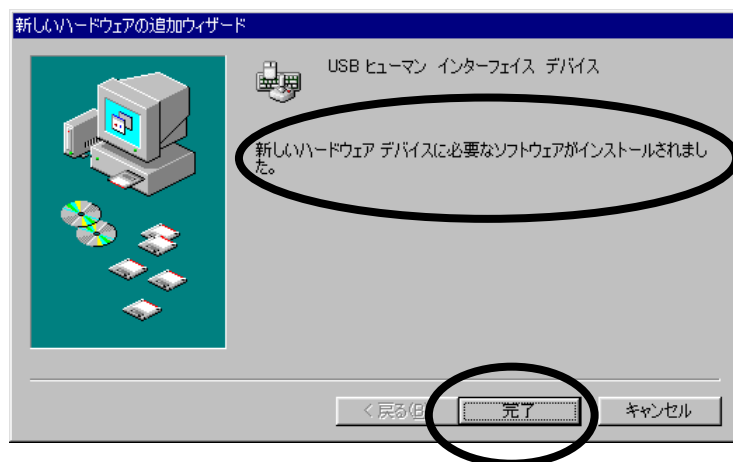 新しいハードウェアの追加ウィザード
USB ヒューマン インターフェイス デバイス
新しいハードウェア デバイスに必要なソフトウェアがインストールされまし
た。
< 戻る(B 完了 キャンセル